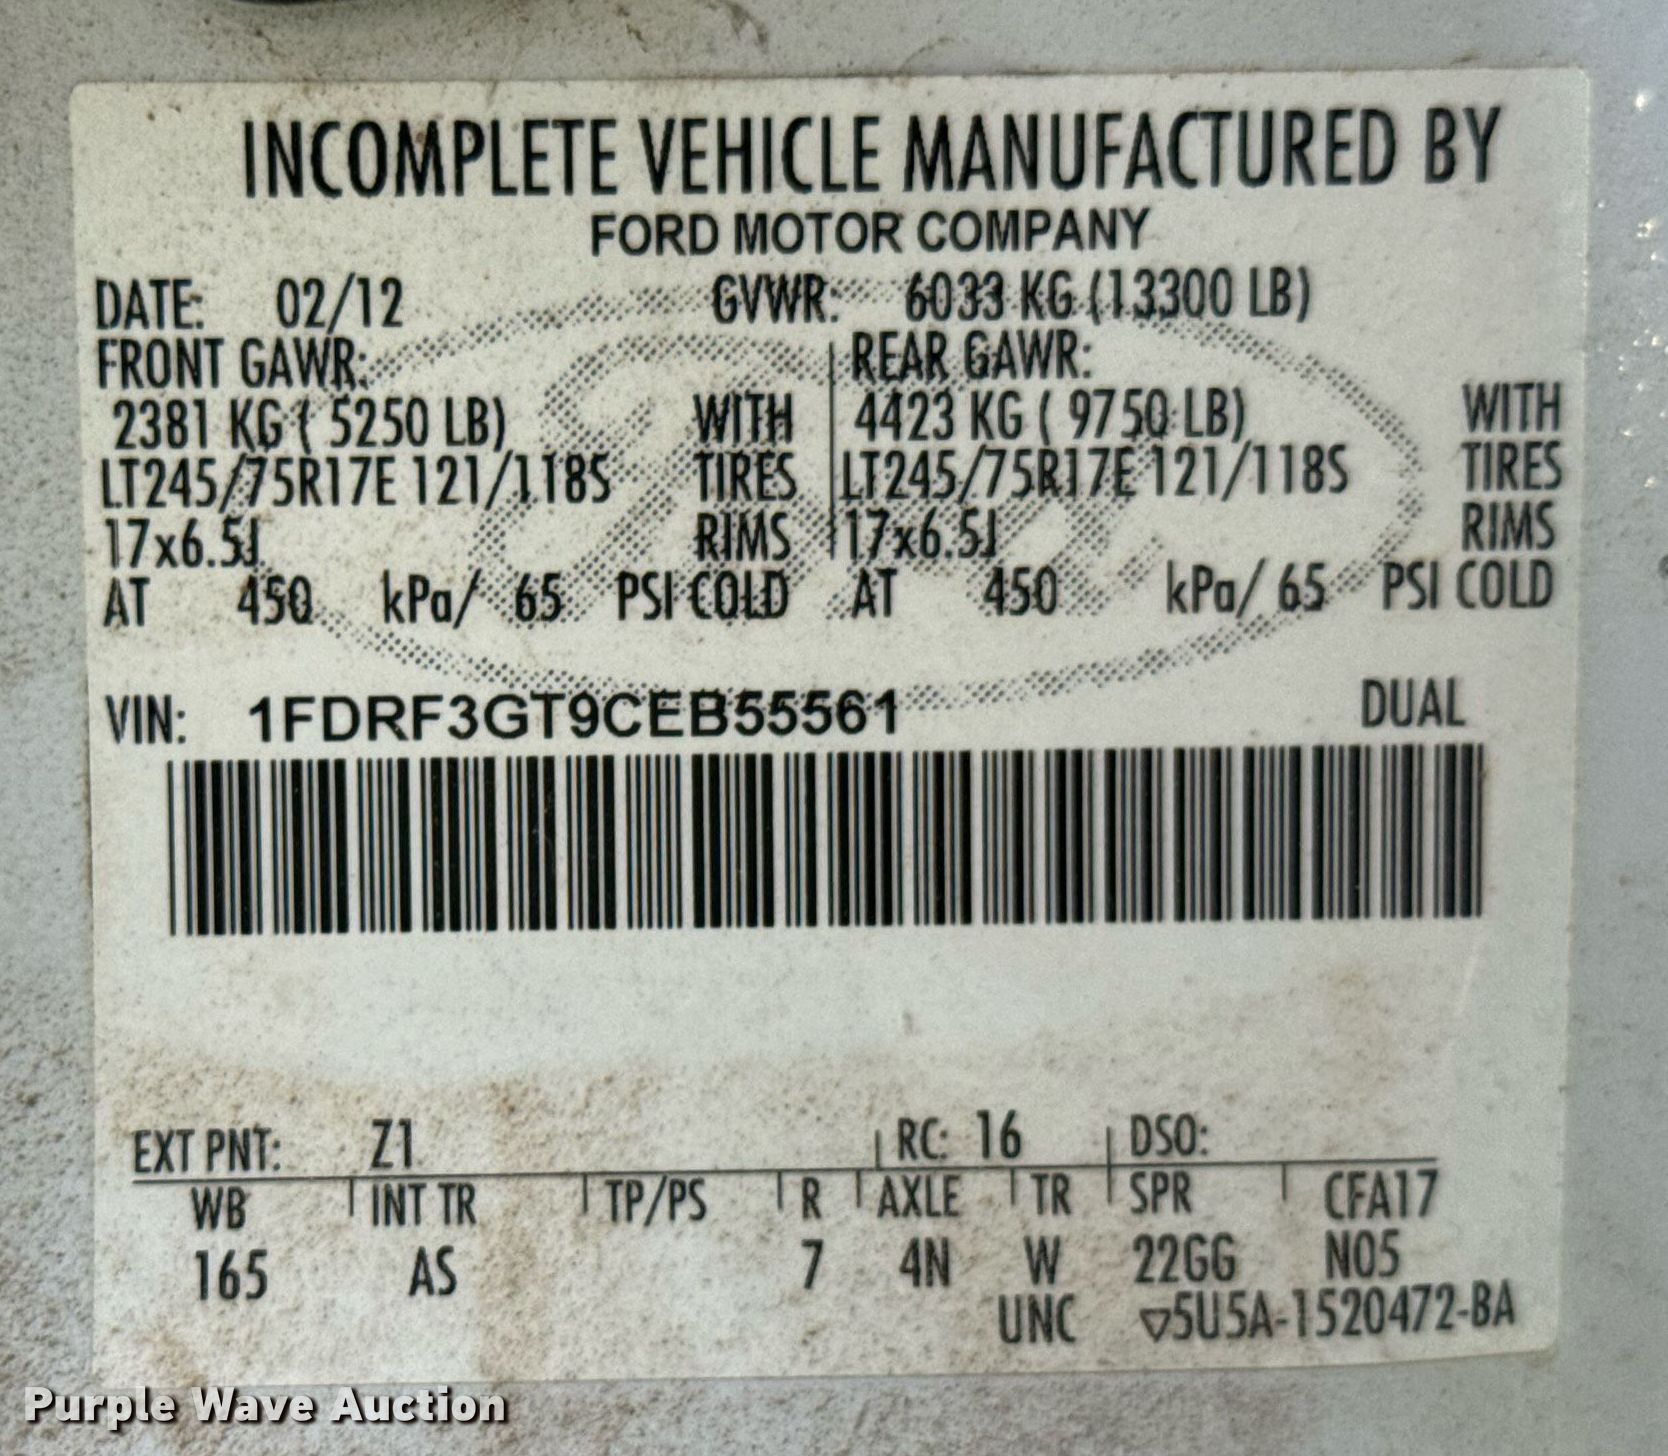 INCOMPLETE VEHICLE MANUFACTURED BY
FORD MOTOR COMPANY
DATE: 02/12 GVWR: 6033 KG (13300 LB)
FRONT GAWR: REAR GAWR:
2381 KG ( 5250 LB) WITH 4423 KG ( 9750 LB) WITH
LT245/75R17E 121/118S TIRES LT245/75R17E 121/118S TIRES
17x6.5J RIMS 17x6.5J RIMS
AT 450 kPa/ 65 PSI COLD AT 450 kPa/ 65 PSI COLD
VIN: 1FDRF3GT9CEB55561 DUAL
EXT PNT: Z1 RC: 16 DSO:
WB INT TR TP/PS R AXLE TR SPR CFA17
165 AS 7 4N W 22GG N05
UNC ▽5U5A-1520472-BA
Purple Wave Auction